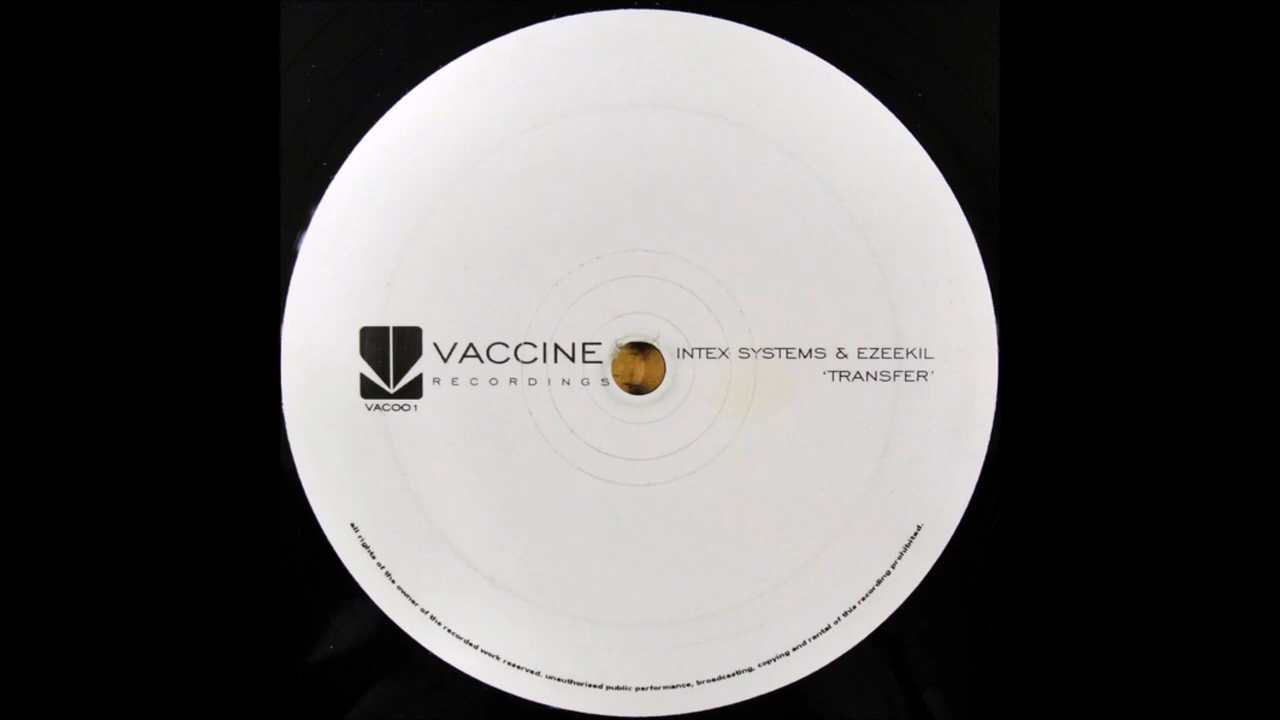 VACCINE
RECORDINGS
VAC001
INTEX SYSTEMS & EZEEKIL
‘TRANSFER’
all rights of the owner of the recorded work reserved. unauthorised public performance, broadcasting, copying and rental of this recording prohibited.